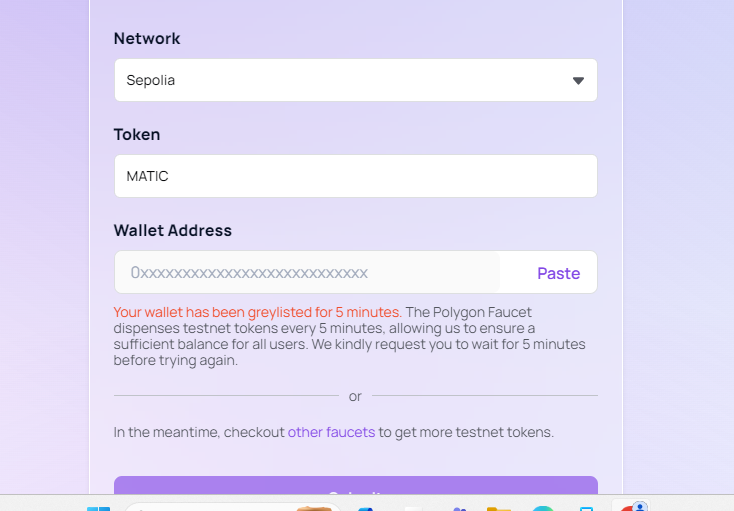 Network
Sepolia
Token
MATIC
Wallet Address
0xxxxxxxxxxxxxxxxxxxxxxxxxxx Paste
Your wallet has been greylisted for 5 minutes. The Polygon Faucet
dispenses testnet tokens every 5 minutes, allowing us to ensure a
sufficient balance for all users. We kindly request you to wait for 5 minutes
before trying again.
or
In the meantime, checkout other faucets to get more testnet tokens.